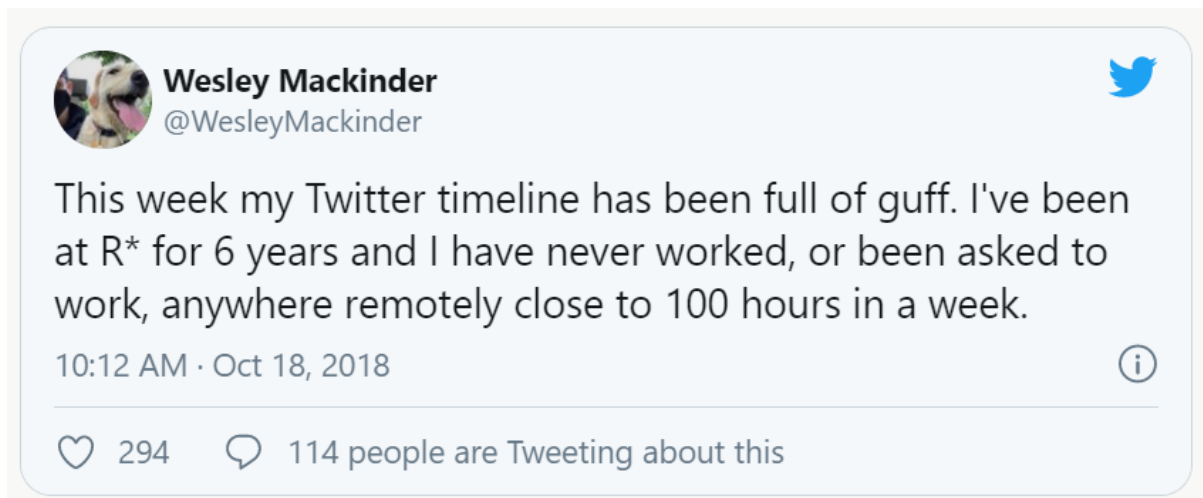 Wesley Mackinder
@WesleyMackinder
This week my Twitter timeline has been full of guff. I've been
at R* for 6 years and I have never worked, or been asked to
work, anywhere remotely close to 100 hours in a week.
10:12 AM · Oct 18, 2018
294 114 people are Tweeting about this